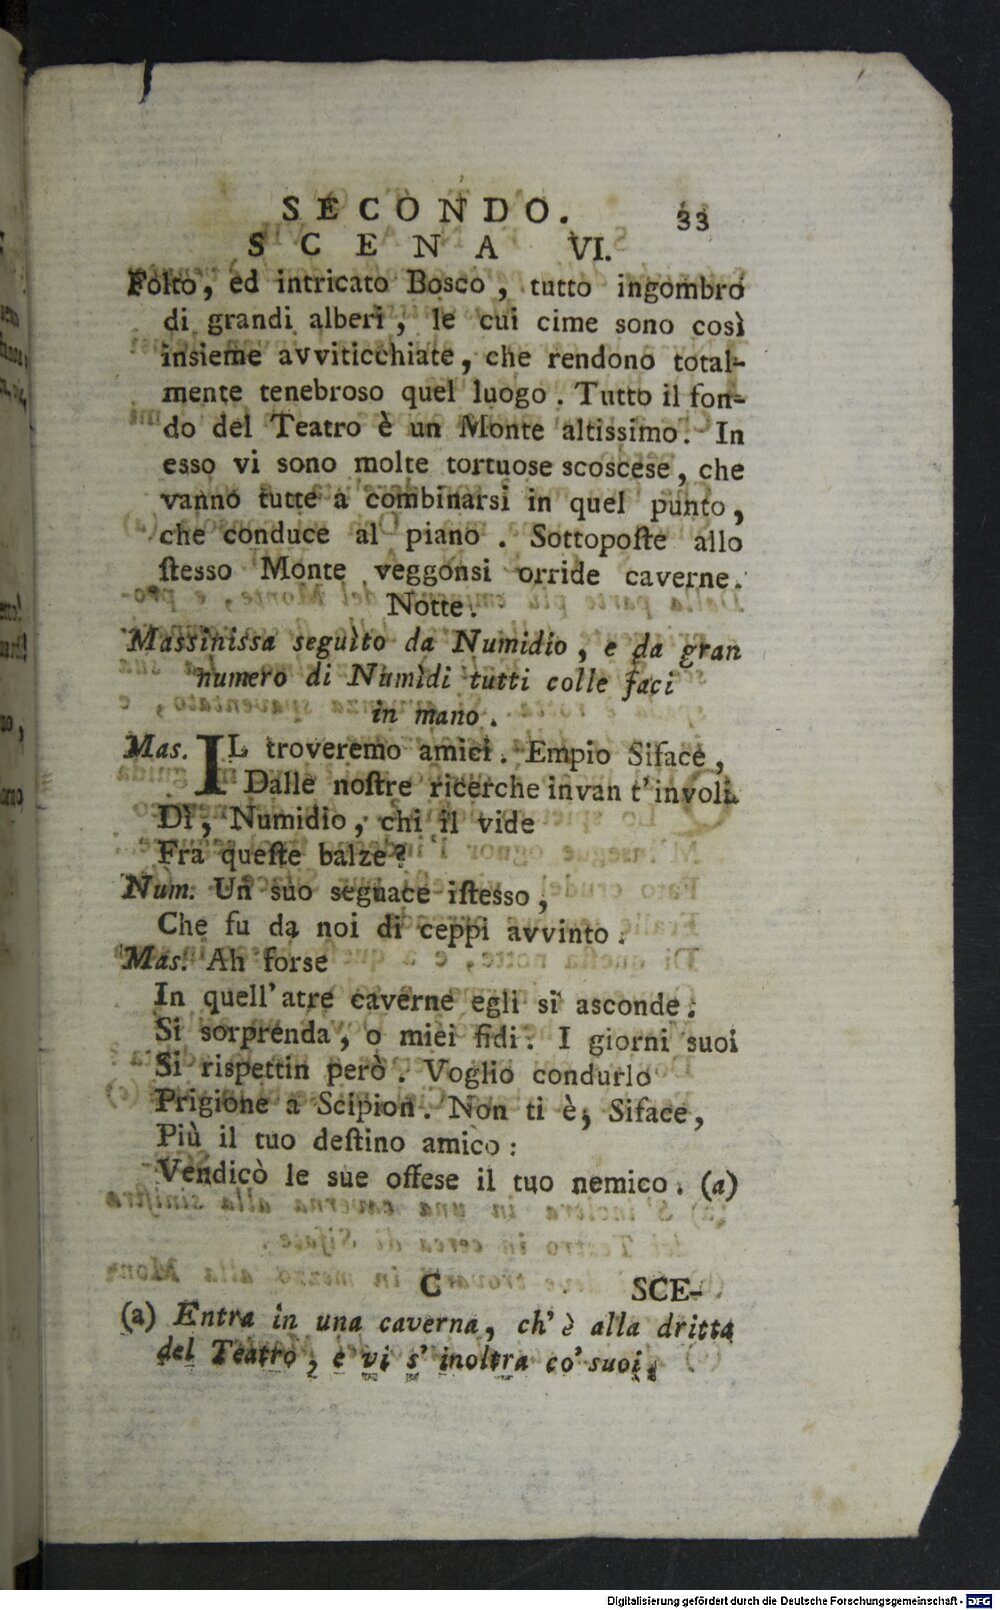 SECONDO. 33
SCENA VI.
Folto, ed intricato Bosco, tutto ingombro
di grandi alberi, le cui cime sono così
insieme avviticchiate, che rendono total-
mente tenebroso quel luogo. Tutto il fon-
do del Teatro è un Monte altissimo. In
esso vi sono molte tortuose scoscese, che
vanno tutte a combinarsi in quel punto,
che conduce al piano. Sottopoſte allo
ſtesso Monte veggonsi orride caverne.
Notte.
Massinissa seguìto da Numidio, e da gran
numero di Numìdi tutti colle faci
in mano.
Mas. IL troveremo amici. Empio Siface,
Dalle noſtre ricerche invan t'involi.
Dì, Numidio, chi il vide
Fra queſte balze?
Num. Un suo seguace iſtesso,
Che fu da noi di ceppi avvinto.
Mas. Ah forse
In quell'atre caverne egli si asconde:
Si sorprenda, o miei fidi. I giorni suoi
Si rispettin però. Voglio condurlo
Prigione a Scipion. Non ti è, Siface,
Più il tuo deſtino amico:
Vendicò le sue offese il tuo nemico. (a)
C SCE-
(a) Entra in una caverna, ch'è alla dritta
del Teatro, e vi s'inoltra co' suoi.
Digitalisierung gefördert durch die Deutsche Forschungsgemeinschaft - DFG